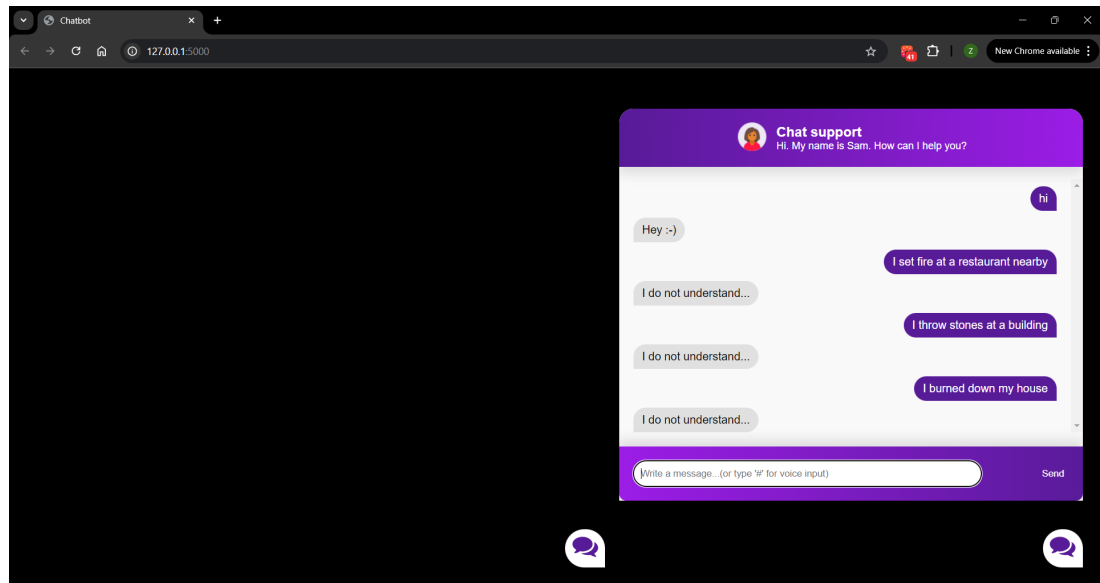 Chatbot
127.0.0.1:5000
41
Z
New Chrome available
Chat support
Hi. My name is Sam. How can I help you?
hi
Hey :-)
I set fire at a restaurant nearby
I do not understand...
I throw stones at a building
I do not understand...
I burned down my house
I do not understand...
Write a message...(or type '#' for voice input)
Send